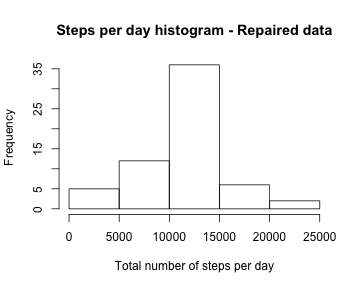 Steps per day histogram - Repaired data
Frequency
35
15
5
0
0 5000 10000 15000 20000 25000
Total number of steps per day